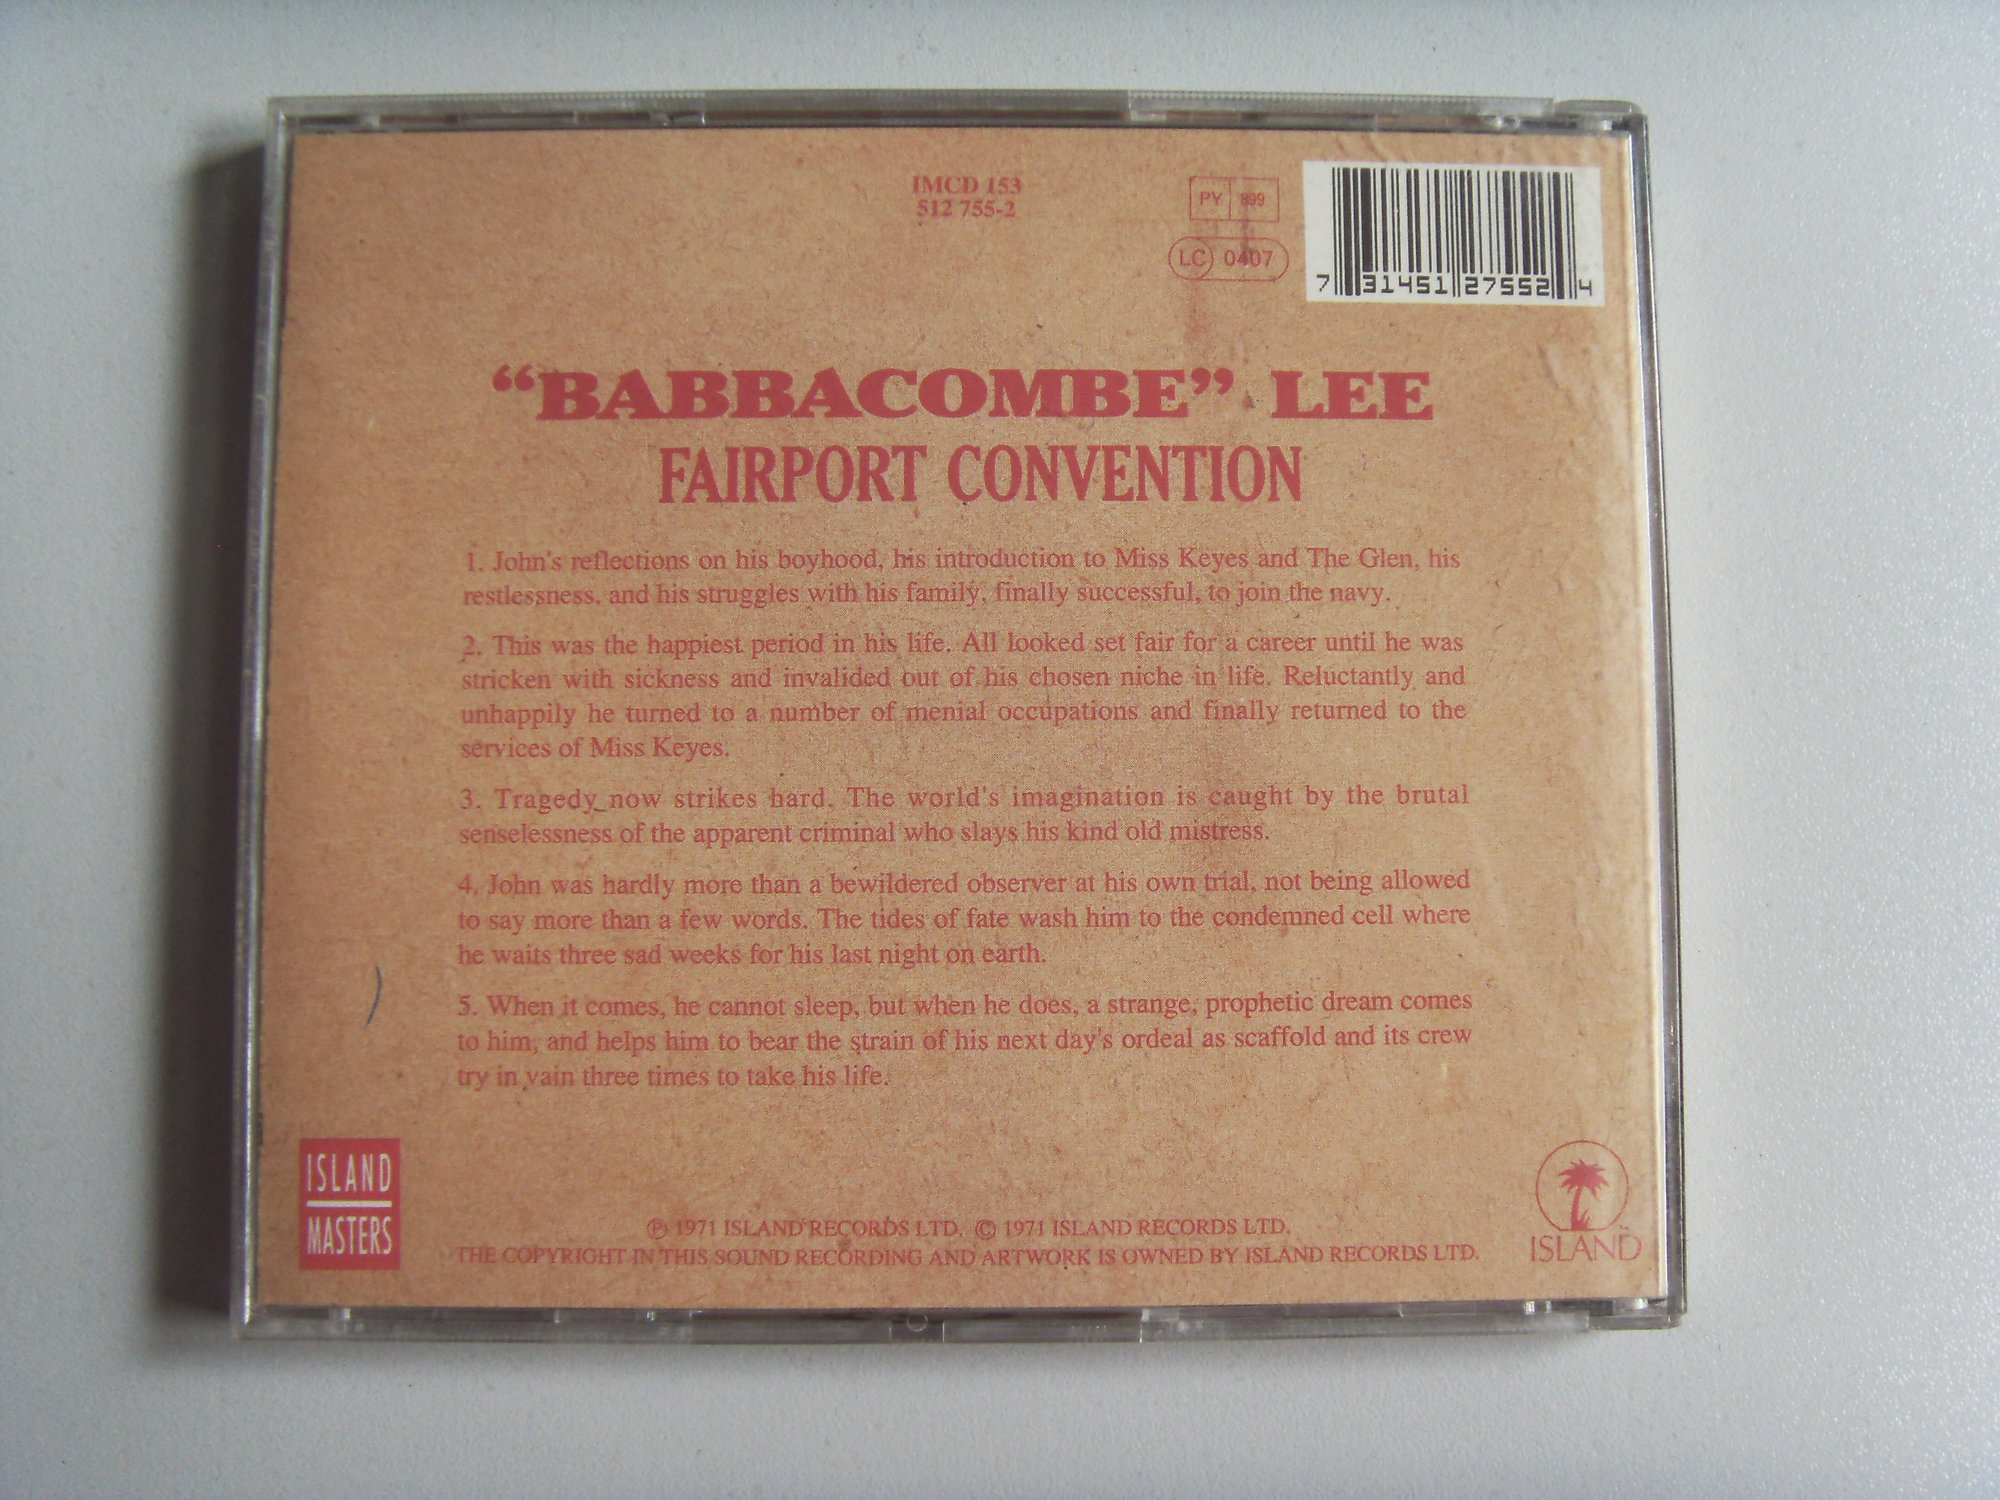 IMCD 153
512 755-2
PY 899
LC 0407
7 31451 27552 4
“BABBACOMBE” LEE
FAIRPORT CONVENTION
1. John's reflections on his boyhood, his introduction to Miss Keyes and The Glen, his
restlessness, and his struggles with his family, finally successful, to join the navy.
2. This was the happiest period in his life. All looked set fair for a career until he was
stricken with sickness and invalided out of his chosen niche in life. Reluctantly and
unhappily he turned to a number of menial occupations and finally returned to the
services of Miss Keyes.
3. Tragedy now strikes hard. The world's imagination is caught by the brutal
senselessness of the apparent criminal who slays his kind old mistress.
4. John was hardly more than a bewildered observer at his own trial, not being allowed
to say more than a few words. The tides of fate wash him to the condemned cell where
he waits three sad weeks for his last night on earth.
5. When it comes, he cannot sleep, but when he does, a strange, prophetic dream comes
to him, and helps him to bear the strain of his next day's ordeal as scaffold and its crew
try in vain three times to take his life.
ISLAND
MASTERS
℗ 1971 ISLAND RECORDS LTD. © 1971 ISLAND RECORDS LTD.
THE COPYRIGHT IN THIS SOUND RECORDING AND ARTWORK IS OWNED BY ISLAND RECORDS LTD.
ISLAND™